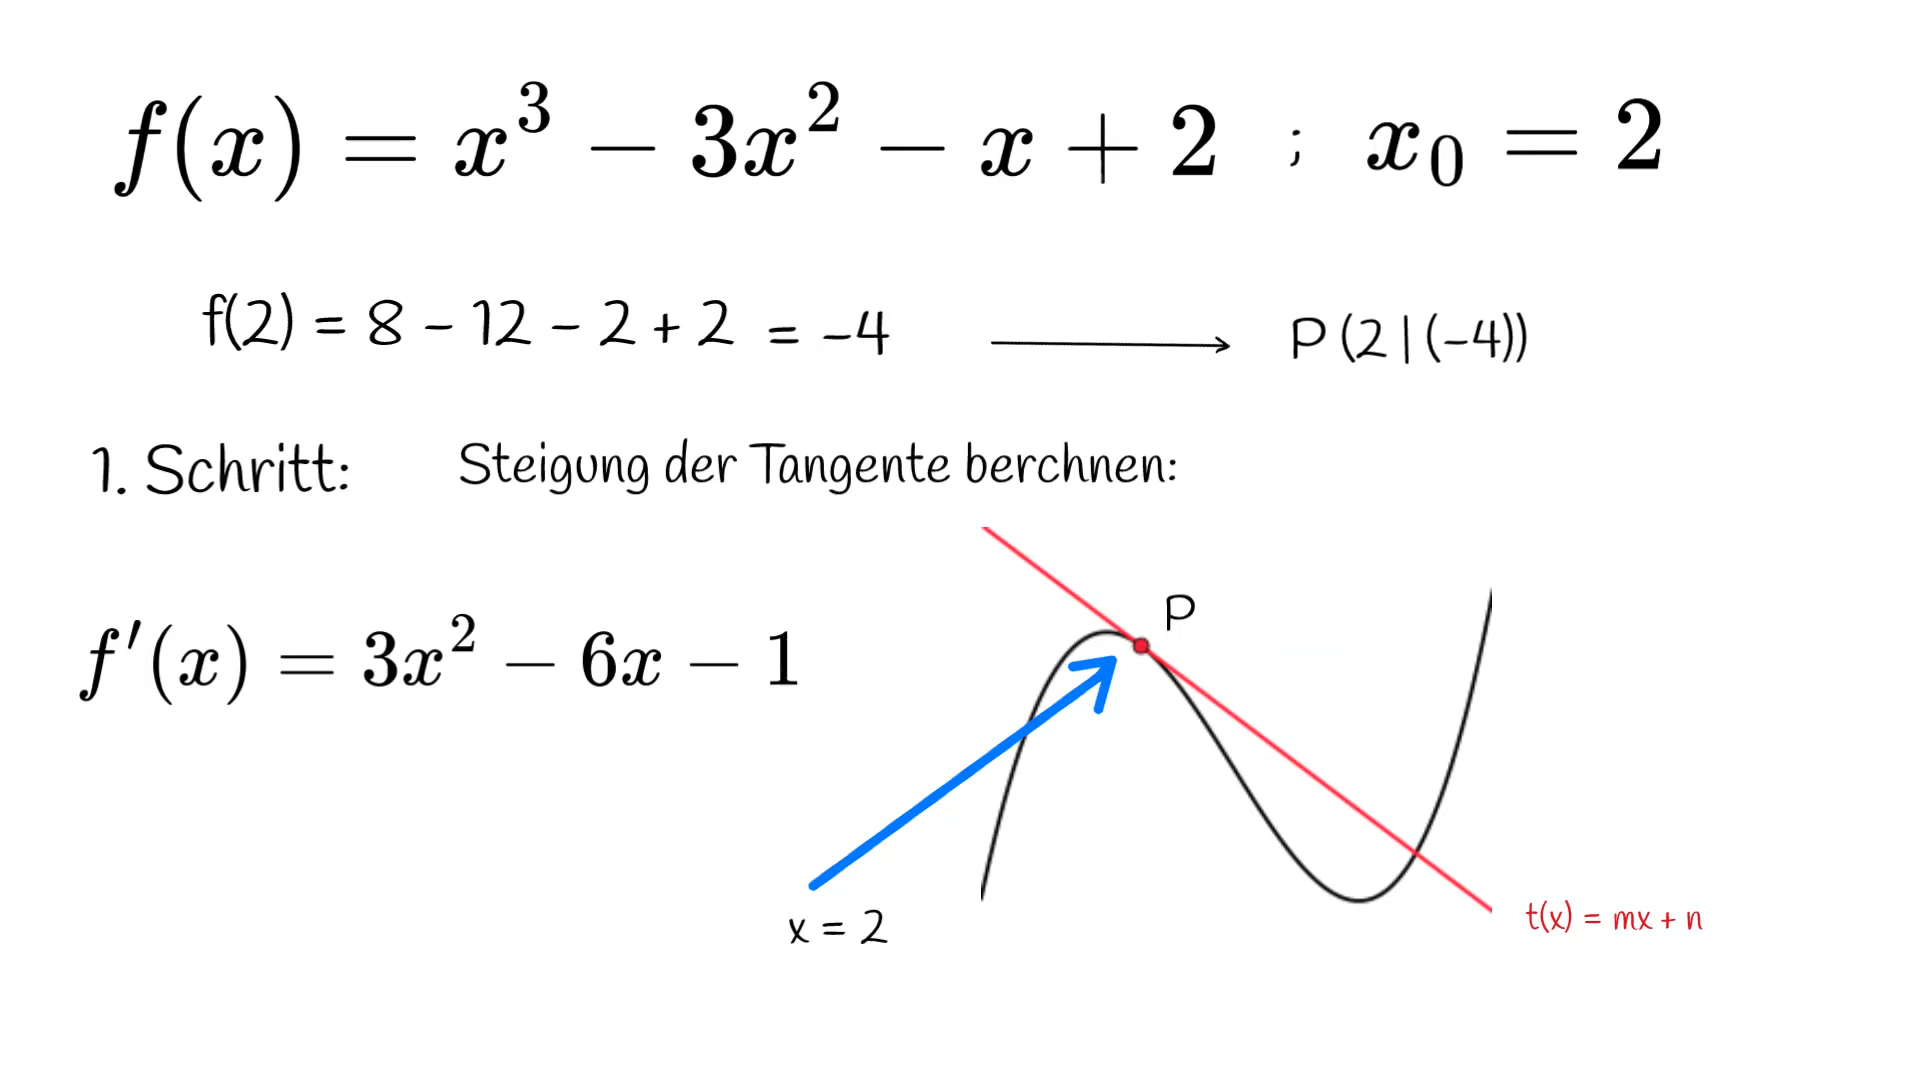 f(x) = x³ − 3x² − x + 2 ; x₀ = 2
f(2) = 8 - 12 - 2 + 2 = -4 → P (2 | (-4))
1. Schritt: Steigung der Tangente berchnen:
P
f′(x) = 3x² − 6x − 1
x = 2
t(x) = mx + n